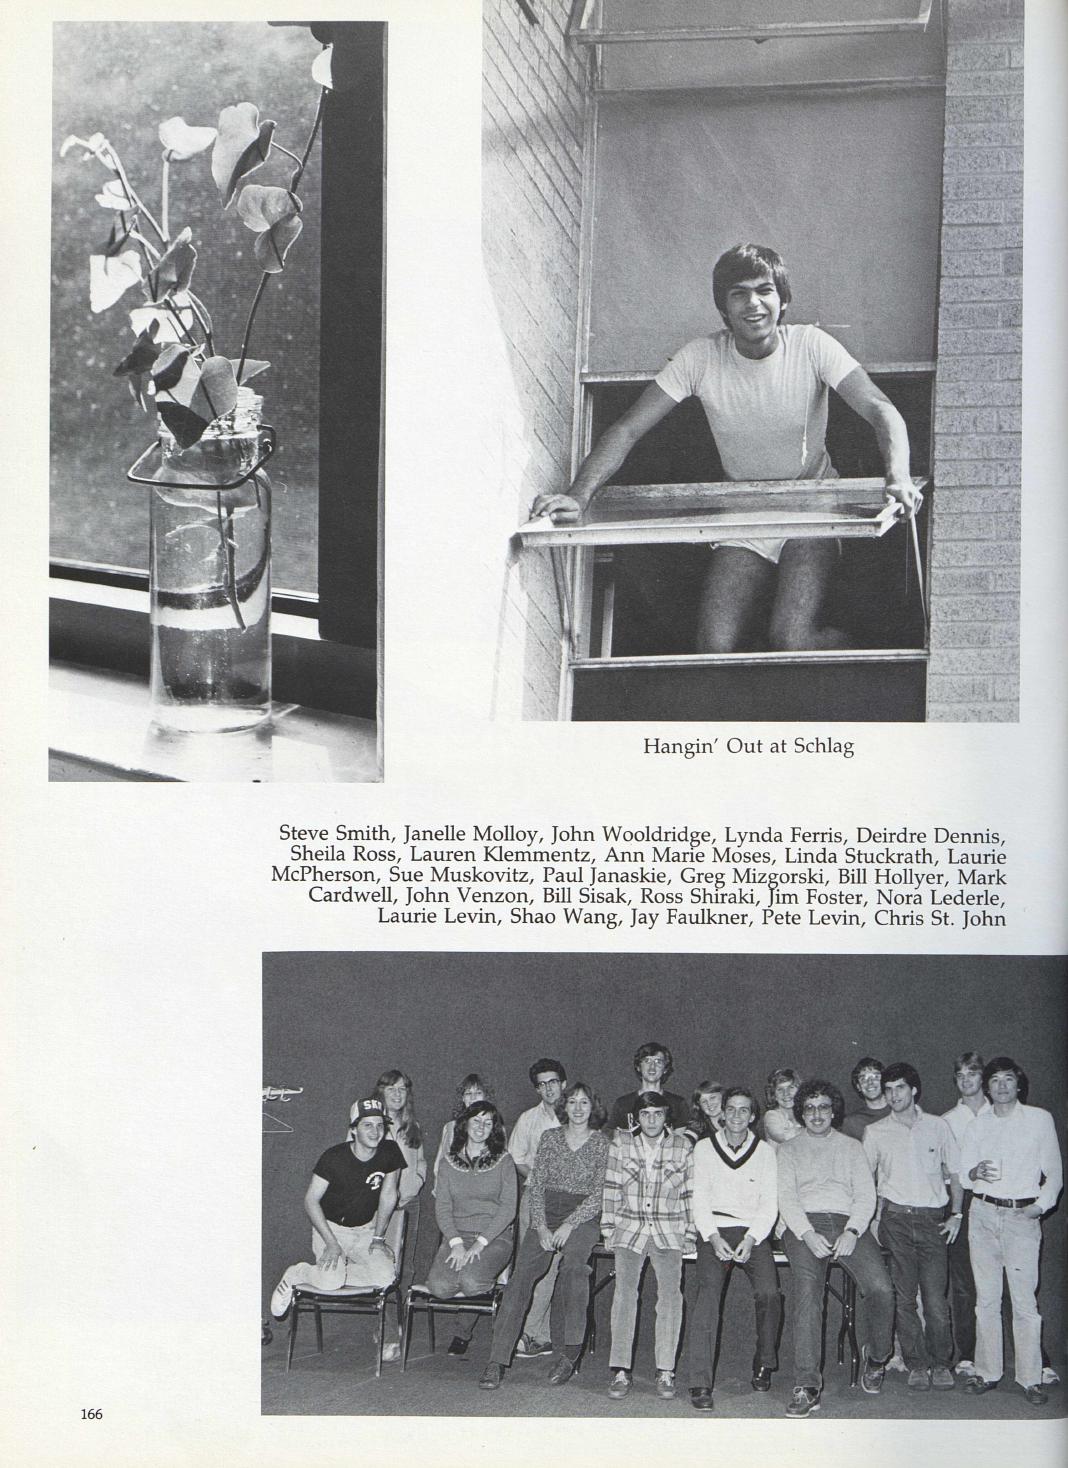 Hangin' Out at Schlag
Steve Smith, Janelle Molloy, John Wooldridge, Lynda Ferris, Deirdre Dennis,
Sheila Ross, Lauren Klemmentz, Ann Marie Moses, Linda Stuckrath, Laurie
McPherson, Sue Muskovitz, Paul Janaskie, Greg Mizgorski, Bill Hollyer, Mark
Cardwell, John Venzon, Bill Sisak, Ross Shiraki, Jim Foster, Nora Lederle,
Laurie Levin, Shao Wang, Jay Faulkner, Pete Levin, Chris St. John
166